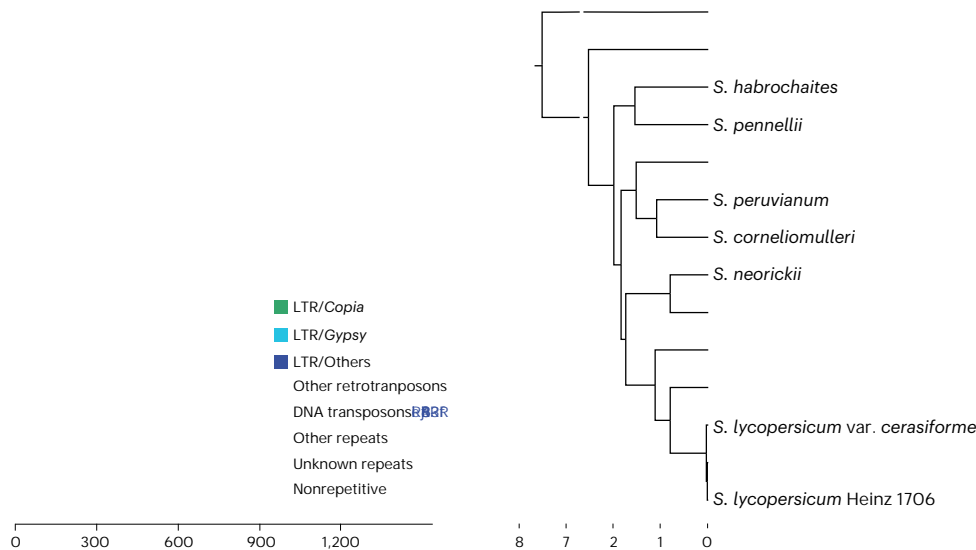 S. habrochaites
S. pennellii
S. peruvianum
S. corneliomulleri
S. neorickii
S. lycopersicum var. cerasiforme
S. lycopersicum Heinz 1706
LTR/Copia
LTR/Gypsy
LTR/Others
Other retrotranposons
DNA transposons
Other repeats
Unknown repeats
Nonrepetitive
0 300 600 900 1,200
8 7 2 1 0